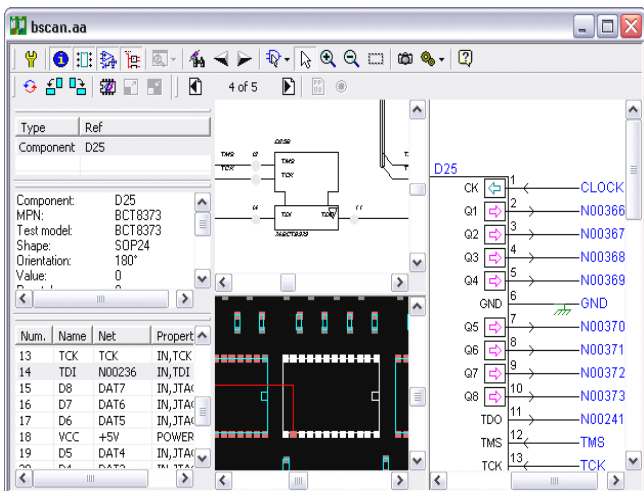 bscan.aa
4 of 5
Type Ref
Component D25
Component: D25
MPN: BCT8373
Test model: BCT8373
Shape: SOP24
Orientation: 180°
Value: 0
Num. Name Net Propert
13 TCK TCK IN,TCK
14 TDI N00236 IN,TDI
15 D8 DAT7 IN,JTA
16 D7 DAT6 IN,JTA
17 D6 DAT5 IN,JTA
18 VCC +5V POWER
19 D5 DAT4 IN,JTA
D25B
TMS
TCK
TMS
TCK
TDI
D25
CK 1 CLOCK
Q1 2 N00366
Q2 3 N00367
Q3 4 N00368
Q4 5 N00369
GND 6 GND
Q5 7 N00370
Q6 8 N00371
Q7 9 N00372
Q8 10 N00373
TDO 11 N00241
TMS 12 TMS
TCK 13 TCK